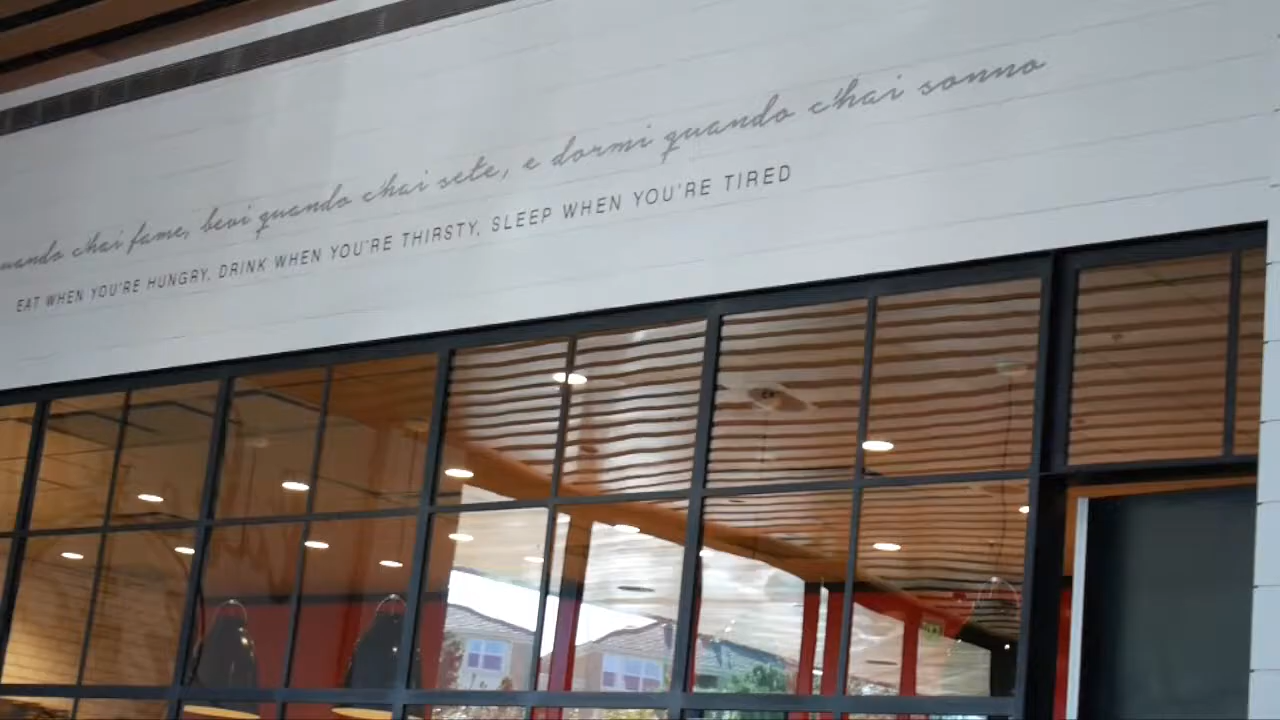 c'hai fame, bevi quando c'hai sete, e dormi quando c'hai sonno
EAT WHEN YOU'RE HUNGRY, DRINK WHEN YOU'RE THIRSTY, SLEEP WHEN YOU'RE TIRED